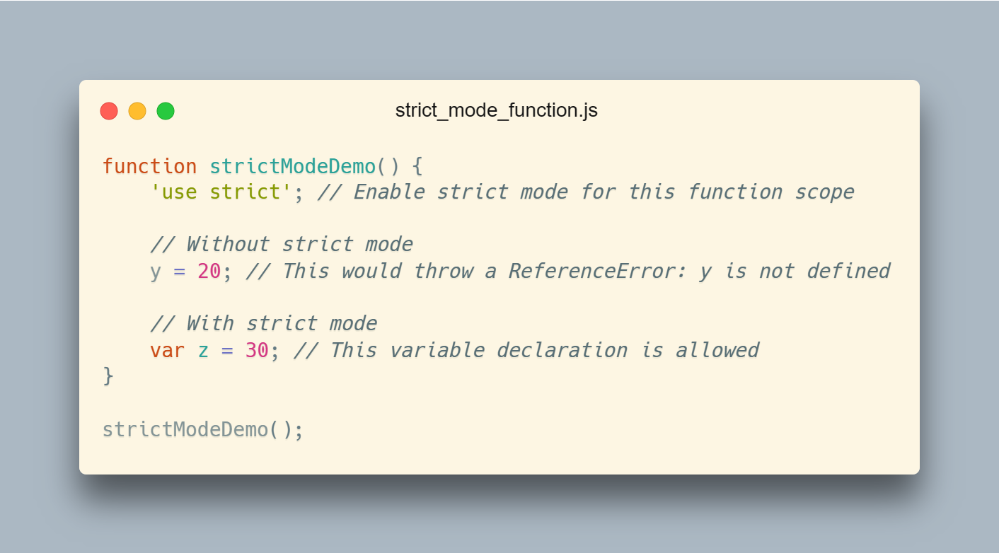 strict_mode_function.js
function strictModeDemo() {
    'use strict'; // Enable strict mode for this function scope
    // Without strict mode
    y = 20; // This would throw a ReferenceError: y is not defined
    // With strict mode
    var z = 30; // This variable declaration is allowed
}
strictModeDemo();